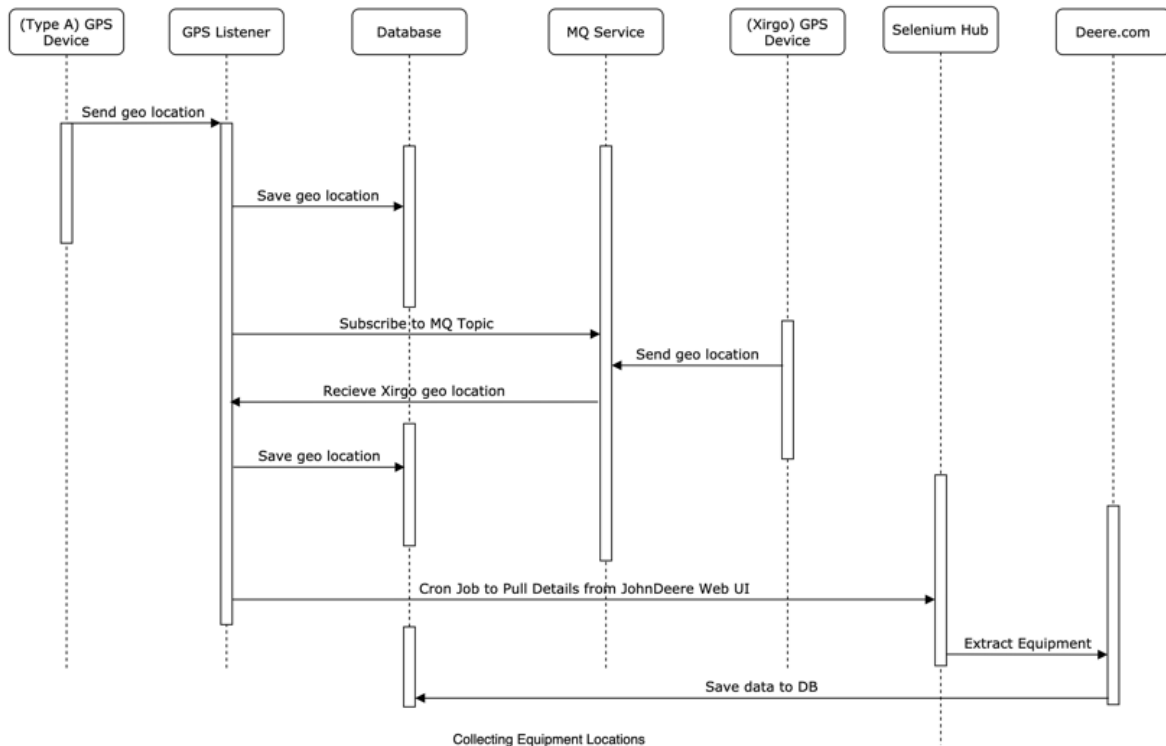 (Type A) GPS
Device
GPS Listener
Database
MQ Service
(Xirgo) GPS
Device
Selenium Hub
Deere.com
Send geo location
Save geo location
Subscribe to MQ Topic
Send geo location
Recieve Xirgo geo location
Save geo location
Cron Job to Pull Details from JohnDeere Web UI
Extract Equipment
Save data to DB
Collecting Equipment Locations